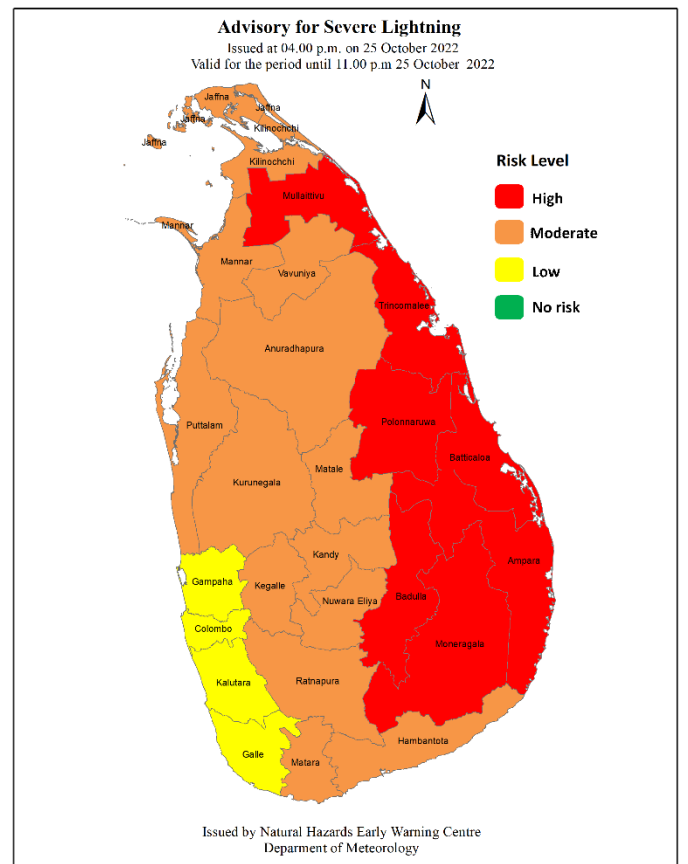 Advisory for Severe Lightning
Issued at 04.00 p.m. on 25 October 2022
Valid for the period until 11.00 p.m 25 October 2022
N
Jaffna
Jaffna
Jaffna
Kilinochchi
Jaffna
Kilinochchi
Risk Level
Mullaitivu
High
Mannar
Moderate
Mannar
Vavuniya
Low
Trincomalee
No risk
Anuradhapura
Polonnaruwa
Puttalam
Batticaloa
Matale
Kurunegala
Kandy
Ampara
Gampaha
Kegalle
Nuwara Eliya
Badulla
Colombo
Moneragala
Kalutara
Ratnapura
Hambantota
Galle
Matara
Issued by Natural Hazards Early Warning Centre
Deparment of Meteorology